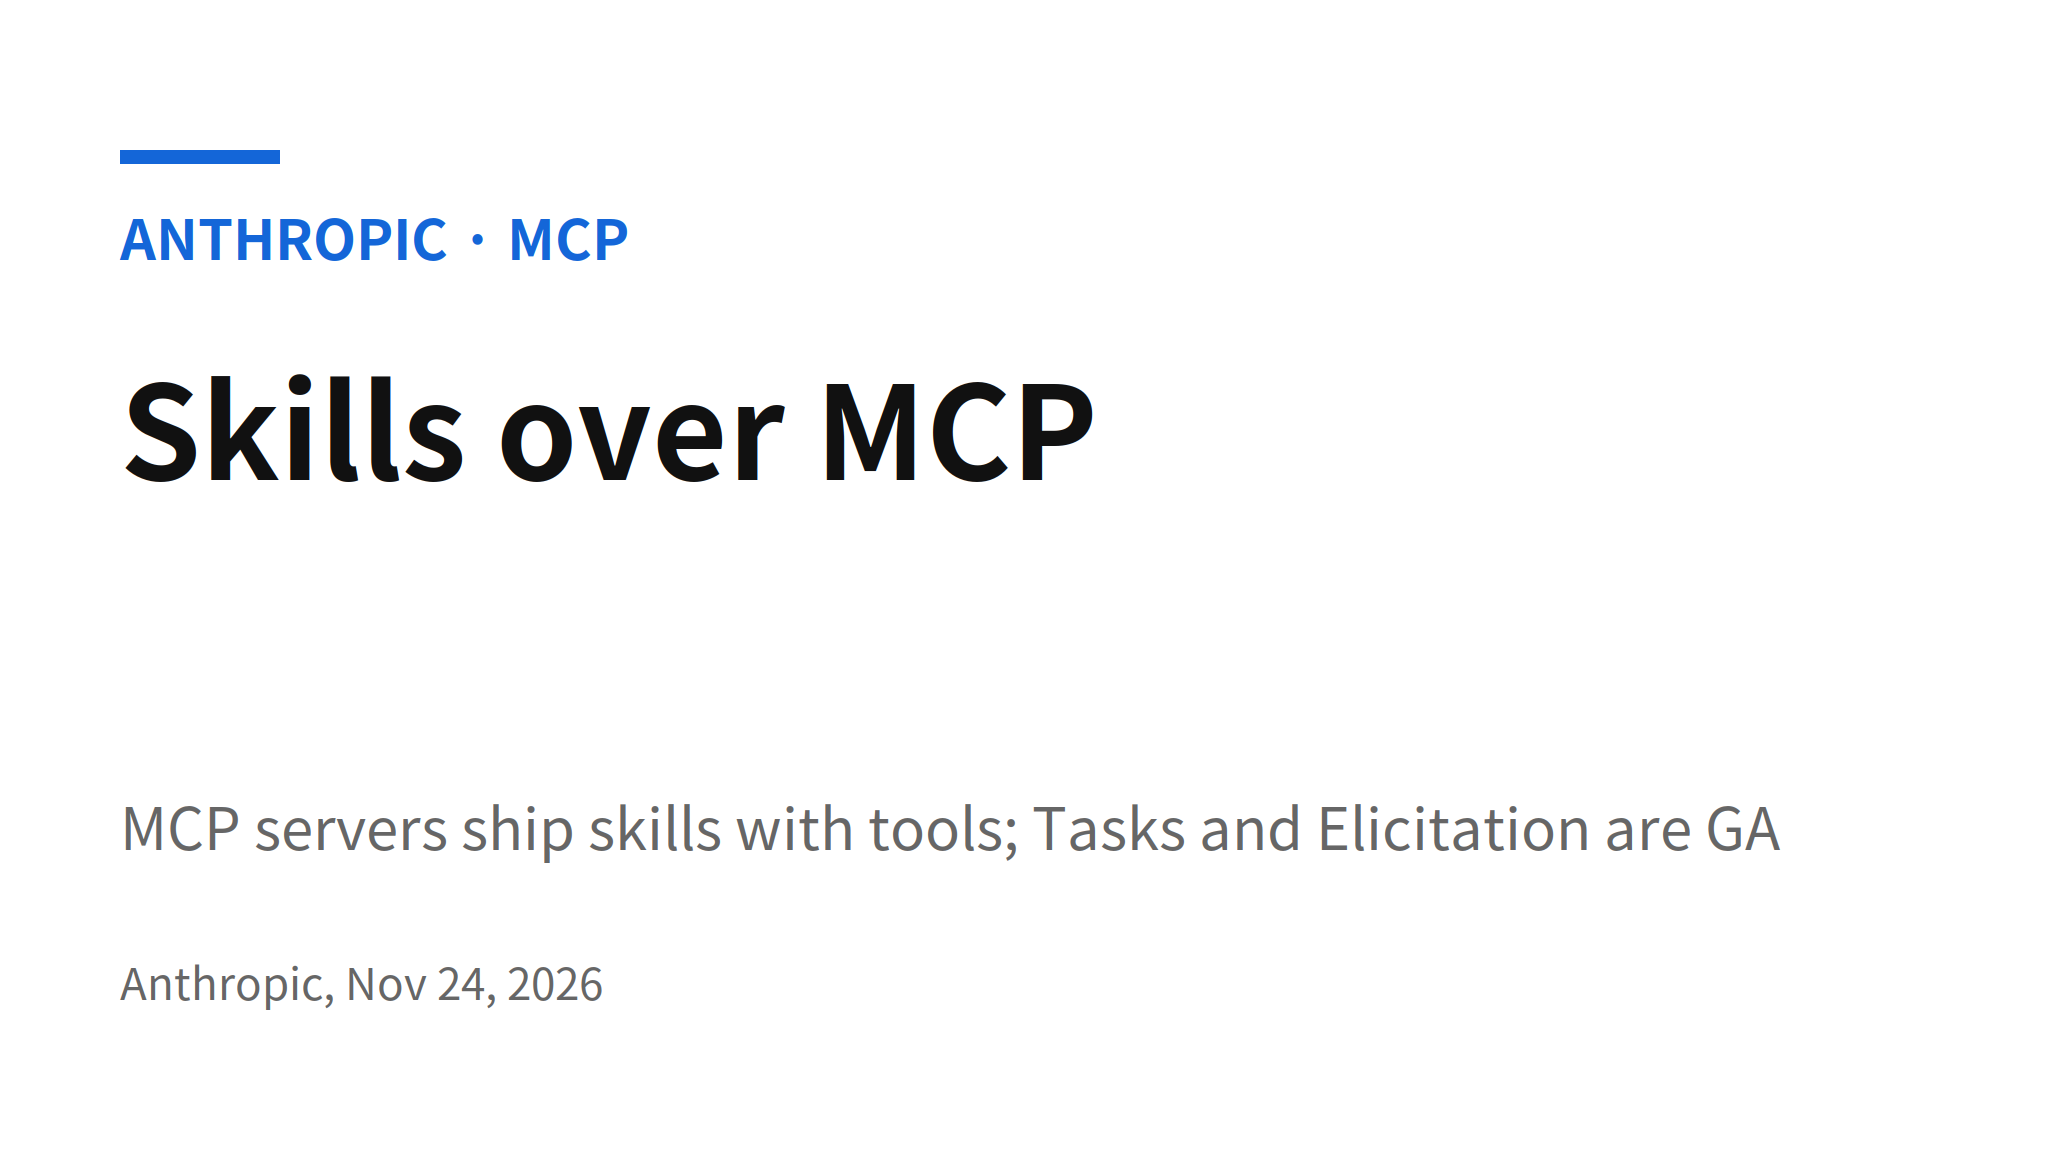 ANTHROPIC · MCP
Skills over MCP
MCP servers ship skills with tools; Tasks and Elicitation are GA
Anthropic, Nov 24, 2026